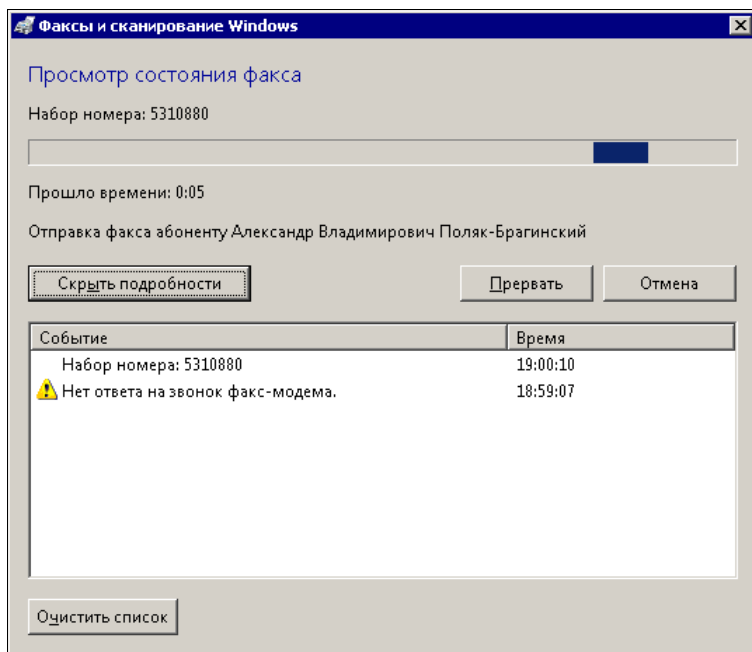 Факсы и сканирование Windows
Просмотр состояния факса
Набор номера: 5310880
Прошло времени: 0:05
Отправка факса абоненту Александр Владимирович Поляк-Брагинский
Скрыть подробности Прервать Отмена
Событие Время
Набор номера: 5310880 19:00:10
Нет ответа на звонок факс-модема. 18:59:07
Очистить список